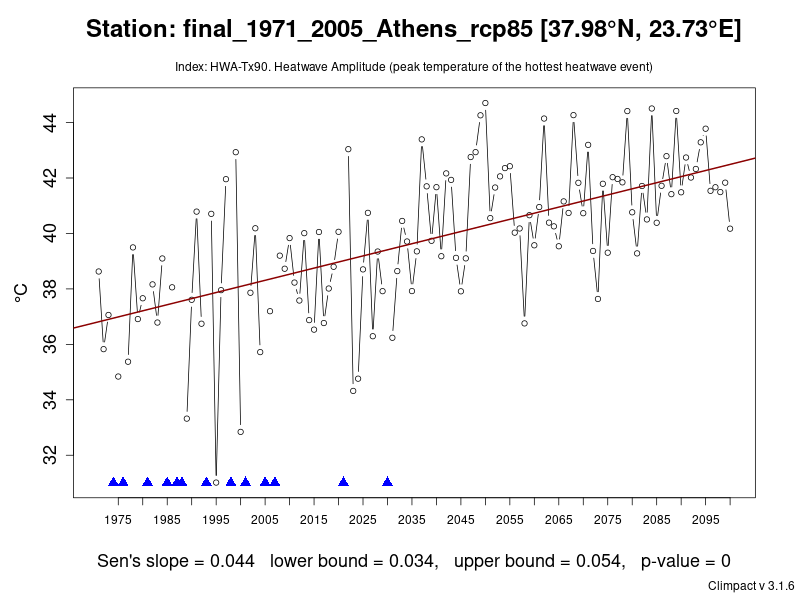 Station: final_1971_2005_Athens_rcp85 [37.98°N, 23.73°E]
Index: HWA-Tx90. Heatwave Amplitude (peak temperature of the hottest heatwave event)
44
42
40
38
36
34
32
°C
1975 1985 1995 2005 2015 2025 2035 2045 2055 2065 2075 2085 2095
Sen's slope = 0.044 lower bound = 0.034, upper bound = 0.054, p-value = 0
Climpact v 3.1.6